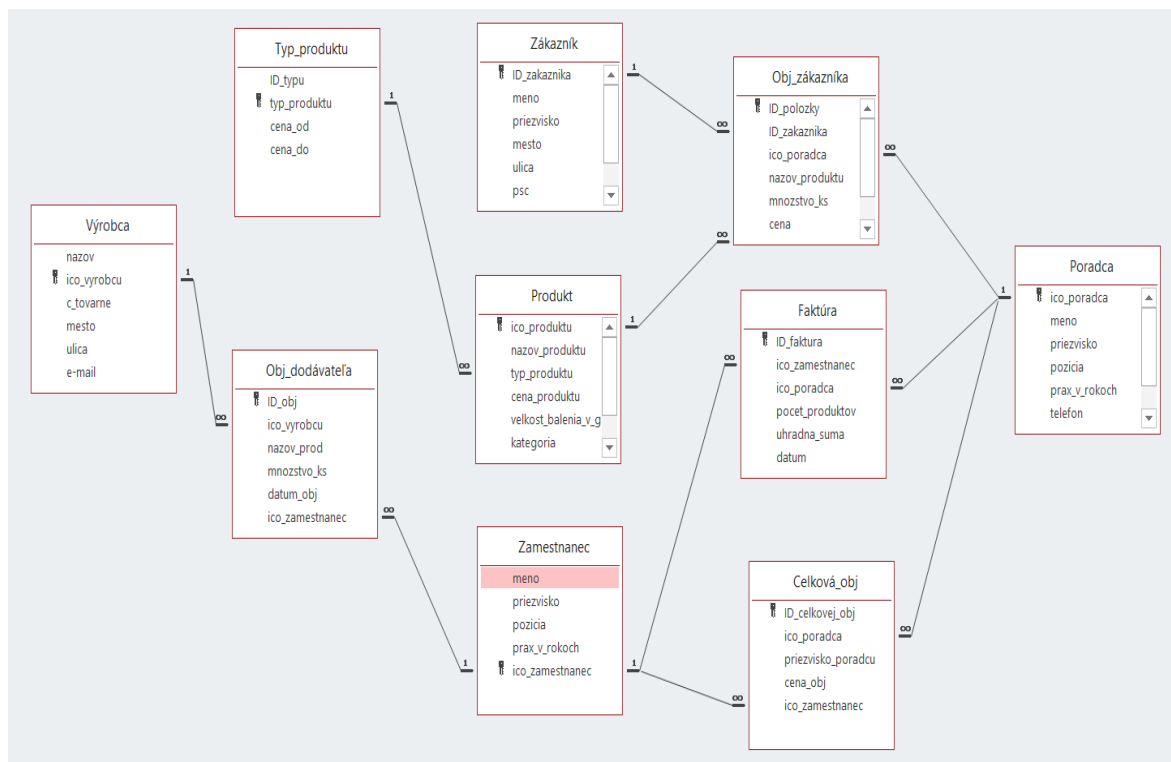 Typ_produktu
ID_typu
typ_produktu
cena_od
cena_do
Zákazník
ID_zakaznika
meno
priezvisko
mesto
ulica
psc
Obj_zákazníka
ID_polozky
ID_zakaznika
ico_poradca
nazov_produktu
mnozstvo_ks
cena
Výrobca
nazov
ico_vyrobcu
c_tovarne
mesto
ulica
e-mail
Obj_dodávateľa
ID_obj
ico_vyrobcu
nazov_prod
mnozstvo_ks
datum_obj
ico_zamestnanec
Produkt
ico_produktu
nazov_produktu
typ_produktu
cena_produktu
velkost_balenia_v_g
kategoria
Faktúra
ID_faktura
ico_zamestnanec
ico_poradca
pocet_produktov
uhradna_suma
datum
Poradca
ico_poradca
meno
priezvisko
pozicia
prax_v_rokoch
telefon
Zamestnanec
meno
priezvisko
pozicia
prax_v_rokoch
ico_zamestnanec
Celková_obj
ID_celkovej_obj
ico_poradca
priezvisko_poradcu
cena_obj
ico_zamestnanec
1
∞
1
∞
1
∞
1
∞
∞
1
∞
∞
∞
1
1
∞
∞